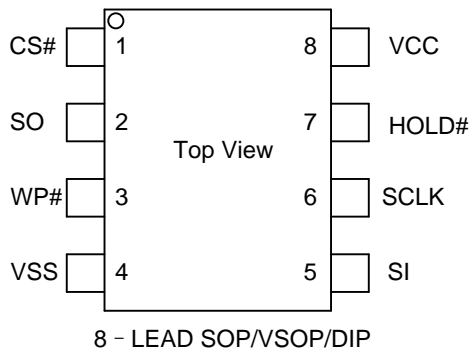 CS# 1 8 VCC
SO 2 7 HOLD#
Top View
WP# 3 6 SCLK
VSS 4 5 SI
8 - LEAD SOP/VSOP/DIP